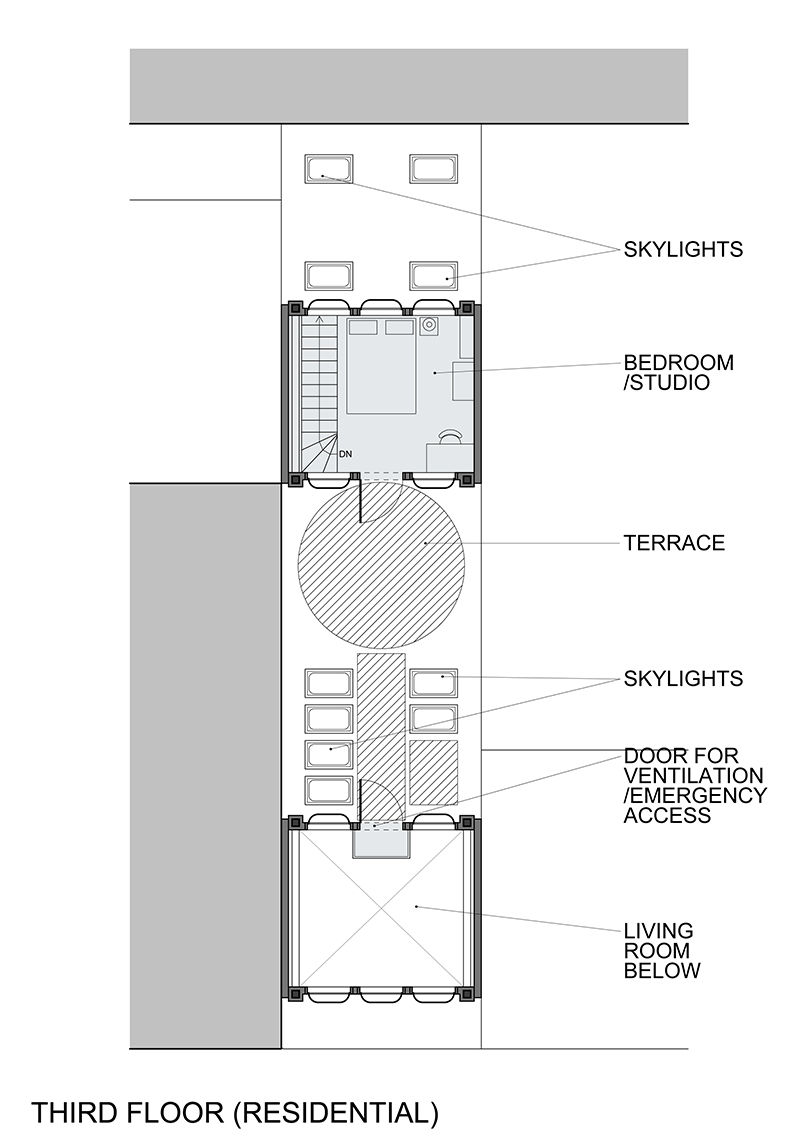 SKYLIGHTS
BEDROOM
/STUDIO
DN
TERRACE
SKYLIGHTS
DOOR FOR
VENTILATION
/EMERGENCY
ACCESS
LIVING
ROOM
BELOW
THIRD FLOOR (RESIDENTIAL)